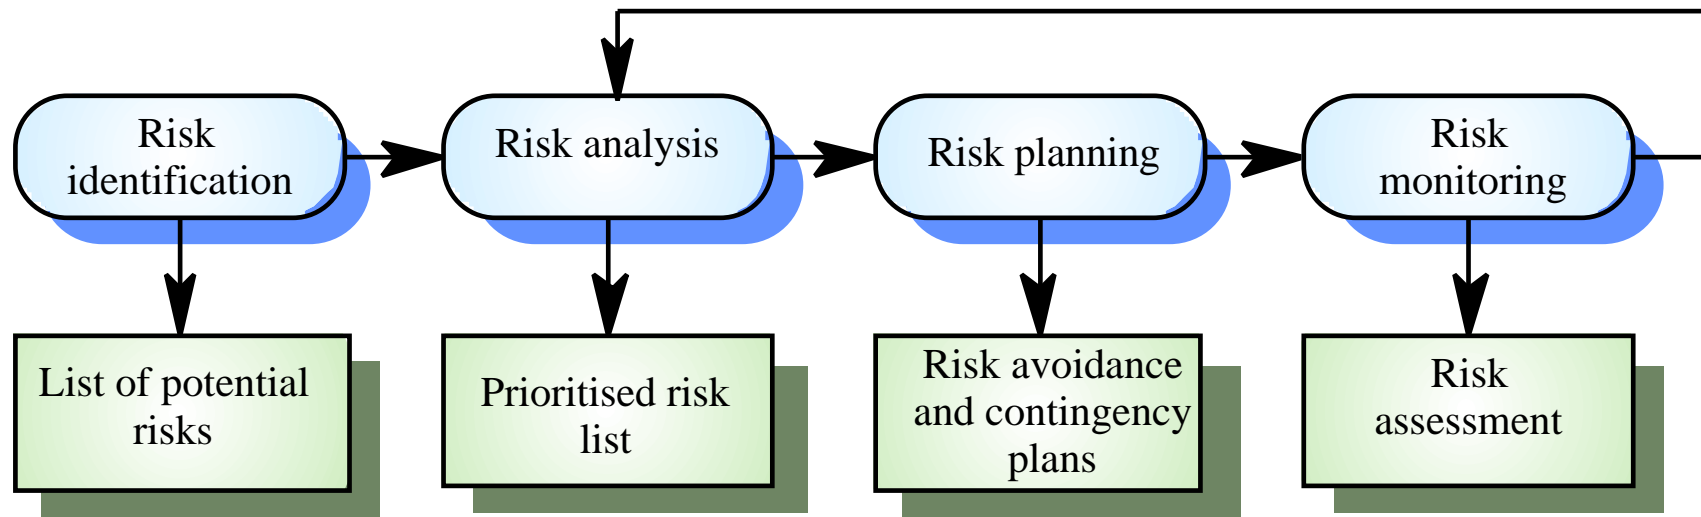 Risk
identification
Risk analysis
Risk planning
Risk
monitoring
List of potential
risks
Prioritised risk
list
Risk avoidance
and contingency
plans
Risk
assessment